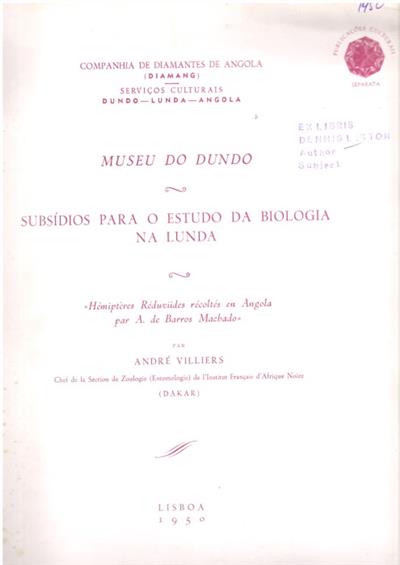 1950
PUBLICAÇÕES CULTURAIS
SEPARATA
COMPANHIA DE DIAMANTES DE ANGOLA
(DIAMANG)
SERVIÇOS CULTURAIS
DUNDO—LUNDA—ANGOLA
EX LIBRIS
DENNIS LESTON
Author
Subject
MUSEU DO DUNDO
SUBSÍDIOS PARA O ESTUDO DA BIOLOGIA
NA LUNDA
«Hémiptères Réduviides récoltés en Angola
par A. de Barros Machado»
PAR
ANDRÉ VILLIERS
Chef de la Section de Zoologie (Entomologie) de l'Institut Français d'Afrique Noire
(DAKAR)
LISBOA
1950